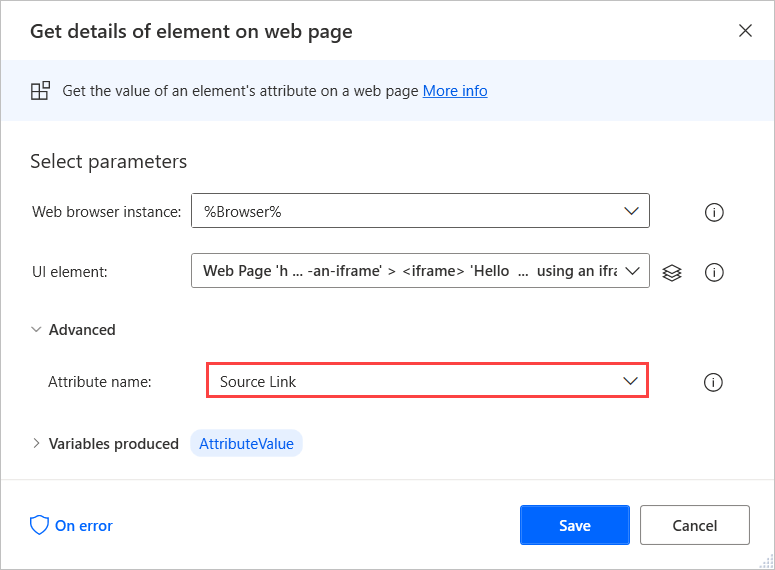 Get details of element on web page
Get the value of an element's attribute on a web page More info
Select parameters
Web browser instance: %Browser%
UI element: Web Page 'h ... -an-iframe' > <iframe> 'Hello ... using an ifra
Advanced
Attribute name: Source Link
Variables produced AttributeValue
On error Save Cancel